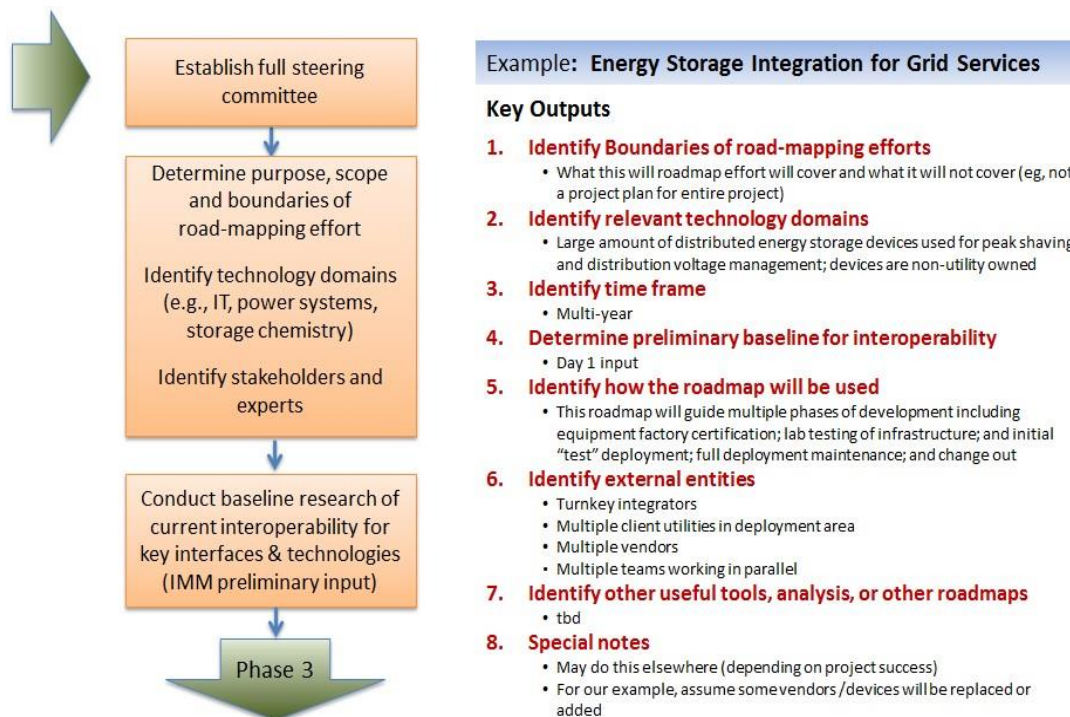 Establish full steering
committee
Determine purpose, scope
and boundaries of
road-mapping effort
Identify technology domains
(e.g., IT, power systems,
storage chemistry)
Identify stakeholders and
experts
Conduct baseline research of
current interoperability for
key interfaces & technologies
(IMM preliminary input)
Phase 3
Example: Energy Storage Integration for Grid Services
Key Outputs
1. Identify Boundaries of road-mapping efforts
• What this will roadmap effort will cover and what it will not cover (eg, not
a project plan for entire project)
2. Identify relevant technology domains
• Large amount of distributed energy storage devices used for peak shaving
and distribution voltage management; devices are non-utility owned
3. Identify time frame
• Multi-year
4. Determine preliminary baseline for interoperability
• Day 1 input
5. Identify how the roadmap will be used
• This roadmap will guide multiple phases of development including
equipment factory certification; lab testing of infrastructure; and initial
“test” deployment; full deployment maintenance; and change out
6. Identify external entities
• Turnkey integrators
• Multiple client utilities in deployment area
• Multiple vendors
• Multiple teams working in parallel
7. Identify other useful tools, analysis, or other roadmaps
• tbd
8. Special notes
• May do this elsewhere (depending on project success)
• For our example, assume some vendors /devices will be replaced or
added